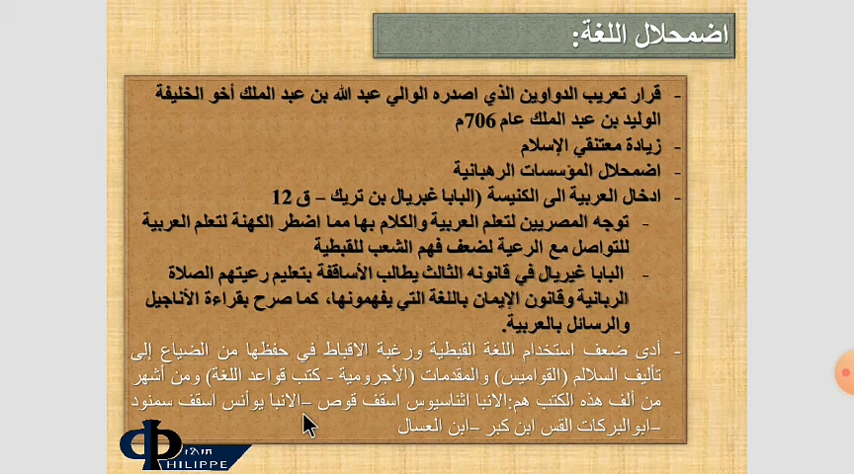 اضمحلال اللغة:
- قرار تعريب الدواوين الذي اصدره الوالي عبد الله بن عبد الملك أخو الخليفة
الوليد بن عبد الملك عام 706م
- زيادة معتنقي الإسلام
- اضمحلال المؤسسات الرهبانية
- ادخال العربية الى الكنيسة (البابا غبريال بن تريك – ق 12
- توجه المصريين لتعلم العربية والكلام بها مما اضطر الكهنة لتعلم العربية
للتواصل مع الرعية لضعف فهم الشعب للقبطية
- البابا غبريال في قانونه الثالث يطالب الأساقفة بتعليم رعيتهم الصلاة
الربانية وقانون الإيمان باللغة التي يفهمونها، كما صرح بقراءة الأناجيل
والرسائل بالعربية.
- أدى ضعف استخدام اللغة القبطية ورغبة الاقباط في حفظها من الضياع إلى
تأليف السلالم (القواميس) والمقدمات (الأجرومية - كتب قواعد اللغة) ومن أشهر
من ألف هذه الكتب هم:الانبا اثناسيوس اسقف قوص –الانبا يوأنس اسقف سمنود
–ابوالبركات القس ابن كبر –ابن العسال
HILIPPE